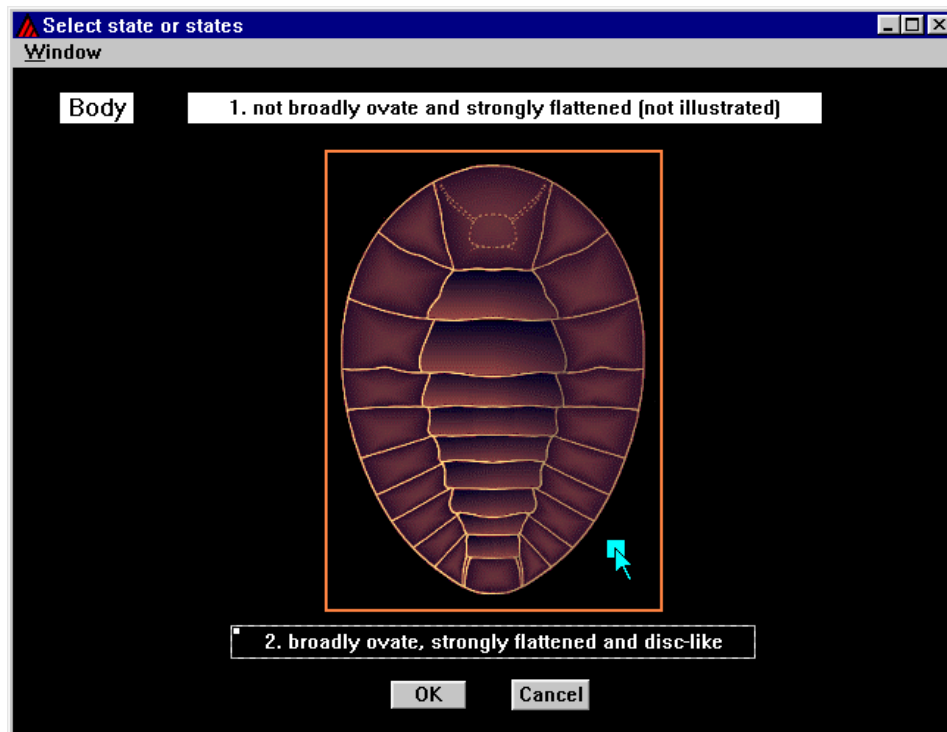 Select state or states
Window
Body
1. not broadly ovate and strongly flattened (not illustrated)
2. broadly ovate, strongly flattened and disc-like
OK
Cancel